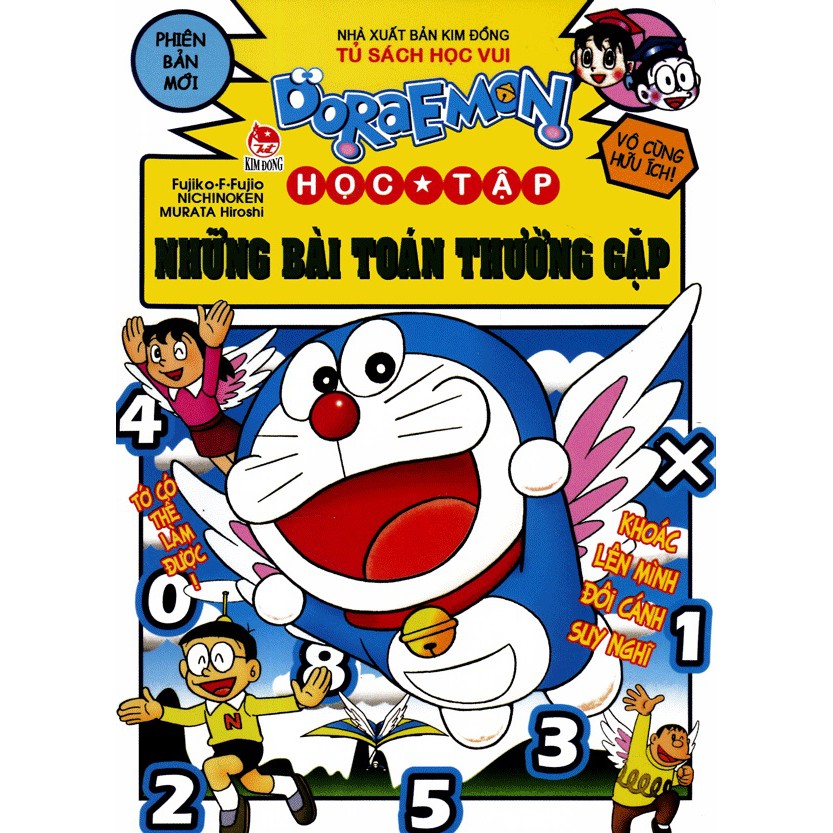 PHIÊN
BẢN
MỚI
NHÀ XUẤT BẢN KIM ĐỒNG
TỦ SÁCH HỌC VUI
DORAEMON
KIM ĐỒNG
VÔ CÙNG
HỮU ÍCH!
Fujiko-F-Fujio
NICHINOKEN
MURATA Hiroshi
HỌC★TẬP
NHỮNG BÀI TOÁN THƯỜNG GẶP
4
×
TỚ CÓ
THỂ
LÀM
ĐƯỢC
!
KHOÁC
LÊN MÌNH
ĐÔI CÁNH
SUY NGHĨ
0
1
8
N
3
2
5